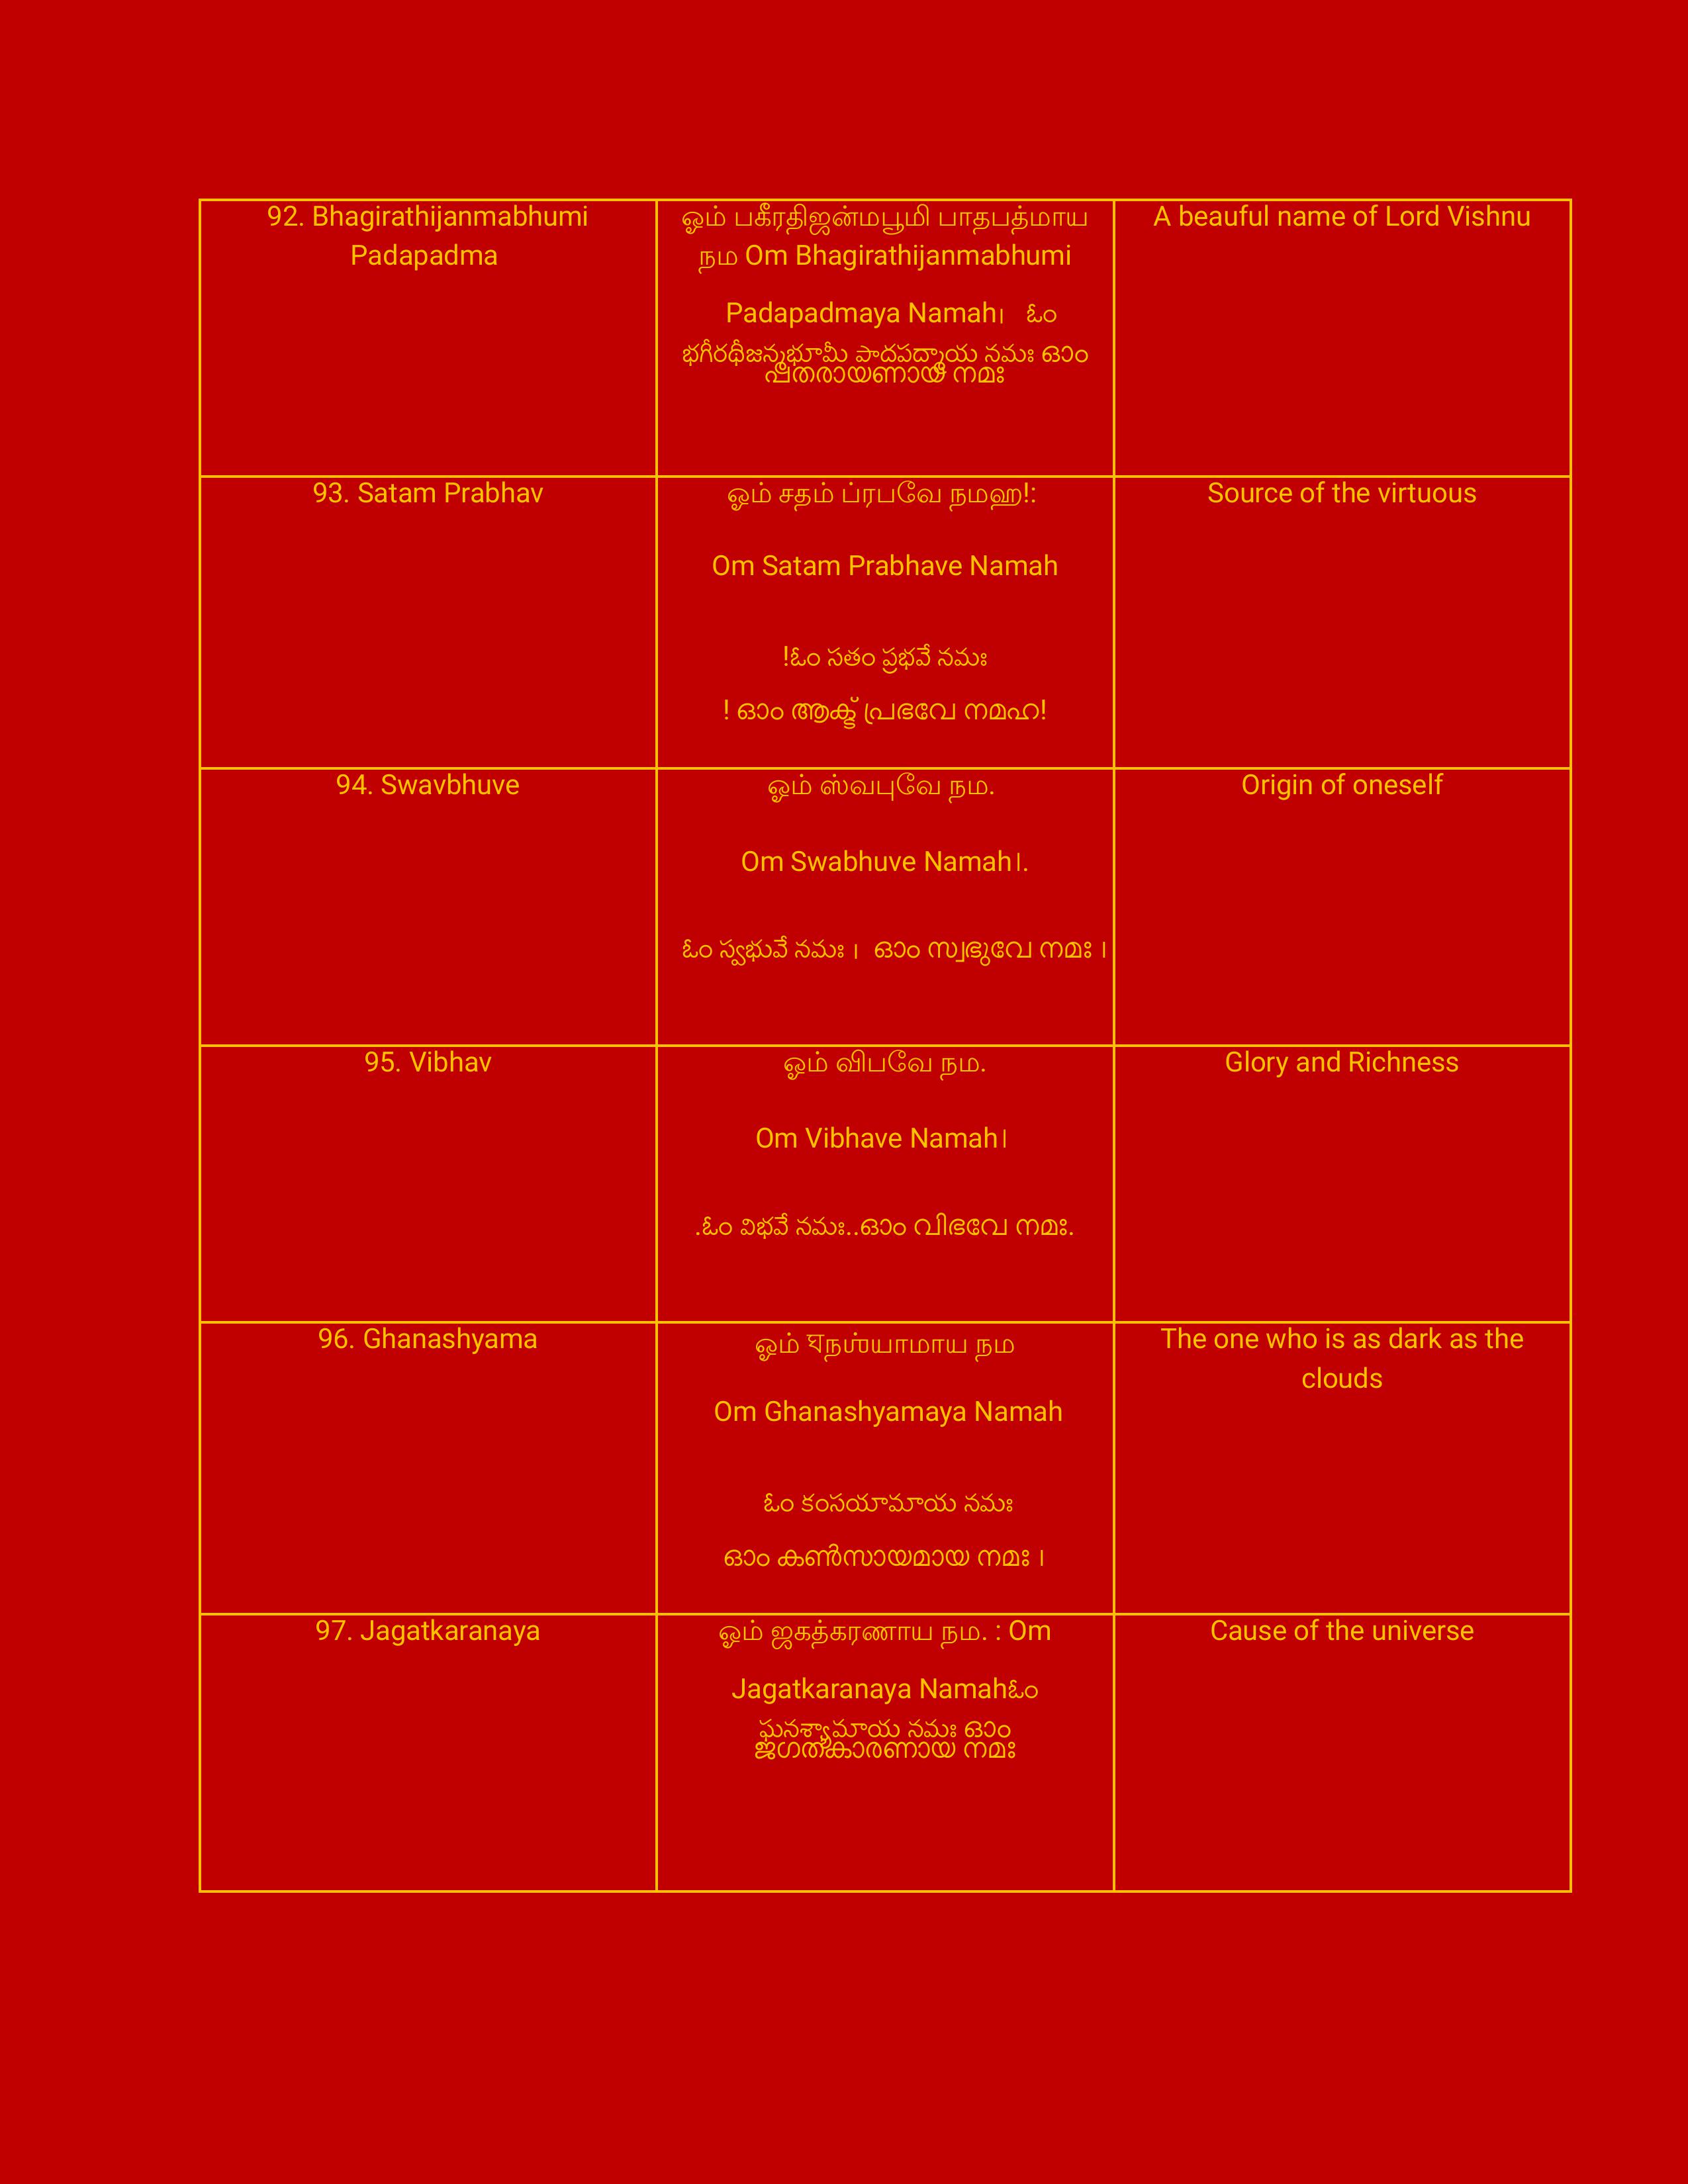 92. Bhagirathijanmabhumi
Padapadma
ஓம் பகீரதிஜன்மபூமி பாதபத்மாய
நம Om Bhagirathijanmabhumi
Padapadmaya Namah। ఓం
భగీరథీజన్మభూమీ పాదపద్మాయ నమః ഓം
നമഃ
A beauful name of Lord Vishnu
93. Satam Prabhav
ஓம் சதம் ப்ரபவே நமஹ!:
Om Satam Prabhave Namah
!ఓం సతం ప్రభవే నమః
! ഓം ആക്ട് പ്രഭവേ നമഹ!
Source of the virtuous
94. Swavbhuve
ஓம் ஸ்வபுவே நம.
Om Swabhuve Namah।.
ఓం స్వభువే నమః । ഓം സ്വഭുവേ നമഃ ।
Origin of oneself
95. Vibhav
ஓம் விபவே நம.
Om Vibhave Namah।
.ఓం విభవే నమః..ഓം വിഭവേ നമഃ.
Glory and Richness
96. Ghanashyama
ஓம் ਧநஶ்யாமாய நம
Om Ghanashyamaya Namah
ఓం కంసయామాయ నమః
ഓം കൺസായമായ നമഃ ।
The one who is as dark as the
clouds
97. Jagatkaranaya
ஓம் ஜகத்கரணாய நம. : Om
Jagatkaranaya Namahఓం
ఘనశ్యామాయ నమః ഓം
ജഗത്കാരണായ നമഃ
Cause of the universe